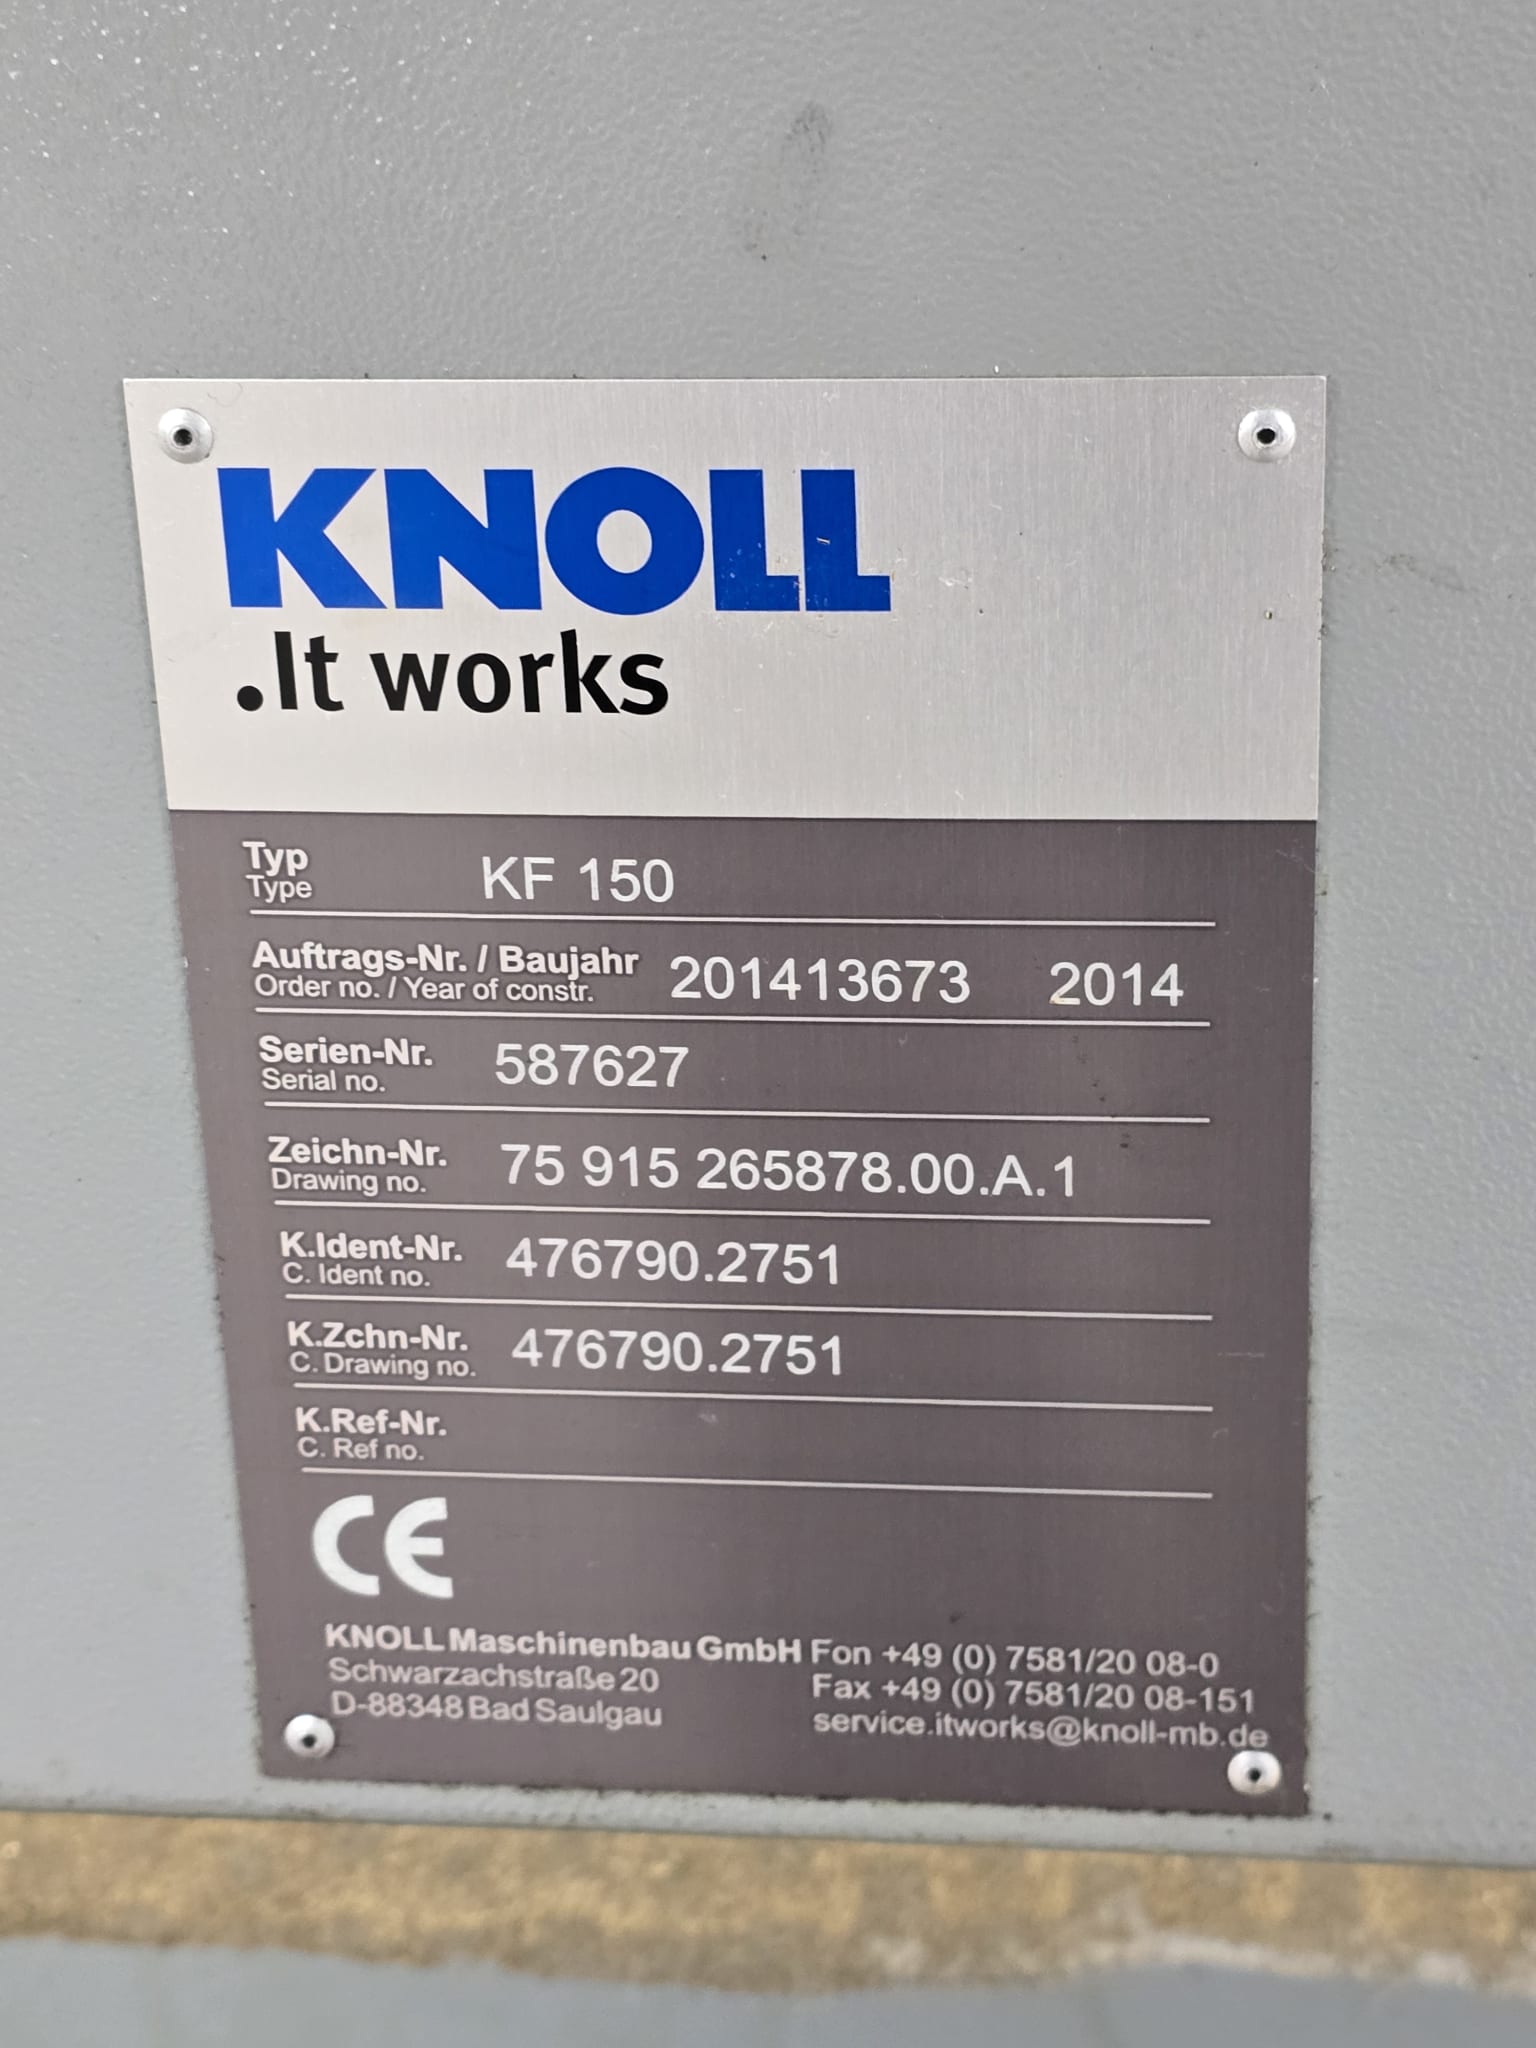 KNOLL
.It works
Typ
Type
KF 150
Auftrags-Nr. / Baujahr
Order no. / Year of constr.
201413673 2014
Serien-Nr.
Serial no.
587627
Zeichn-Nr.
Drawing no.
75 915 265878.00.A.1
K.Ident-Nr.
C. Ident no.
476790.2751
K.Zchn-Nr.
C. Drawing no.
476790.2751
K.Ref-Nr.
C. Ref no.
CE
KNOLL Maschinenbau GmbH
Schwarzachstraße 20
D-88348 Bad Saulgau
Fon +49 (0) 7581/20 08-0
Fax +49 (0) 7581/20 08-151
service.itworks@knoll-mb.de